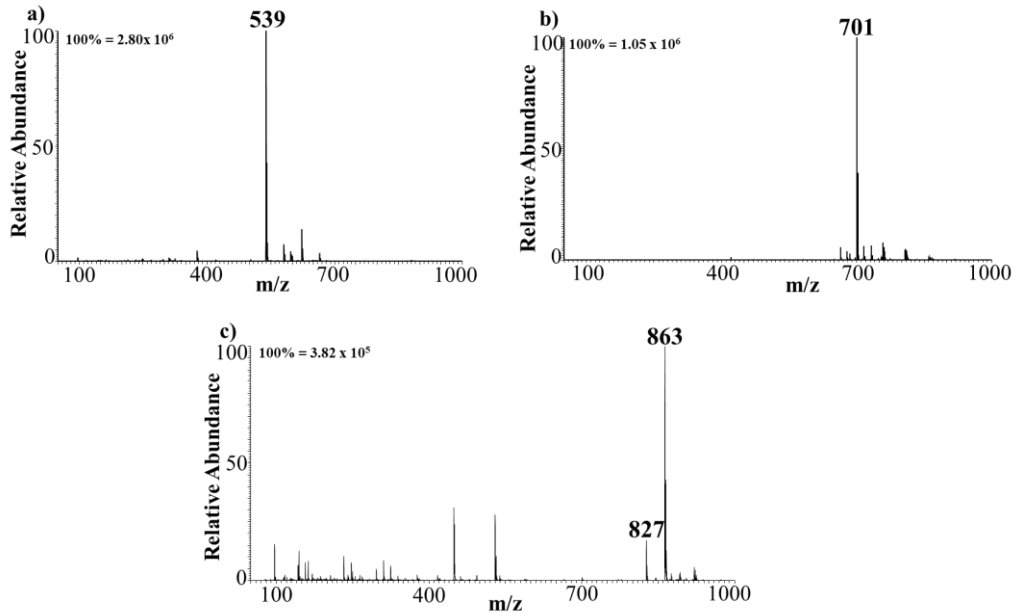 a)
539
100% = 2.80x 10⁶
100
50
0
Relative Abundance
100 400 700 1000
m/z
b)
701
100% = 1.05 x 10⁶
100
50
0
Relative Abundance
100 400 700 1000
m/z
c)
863
100% = 3.82 x 10⁵
100
50
827
0
Relative Abundance
100 400 700 1000
m/z